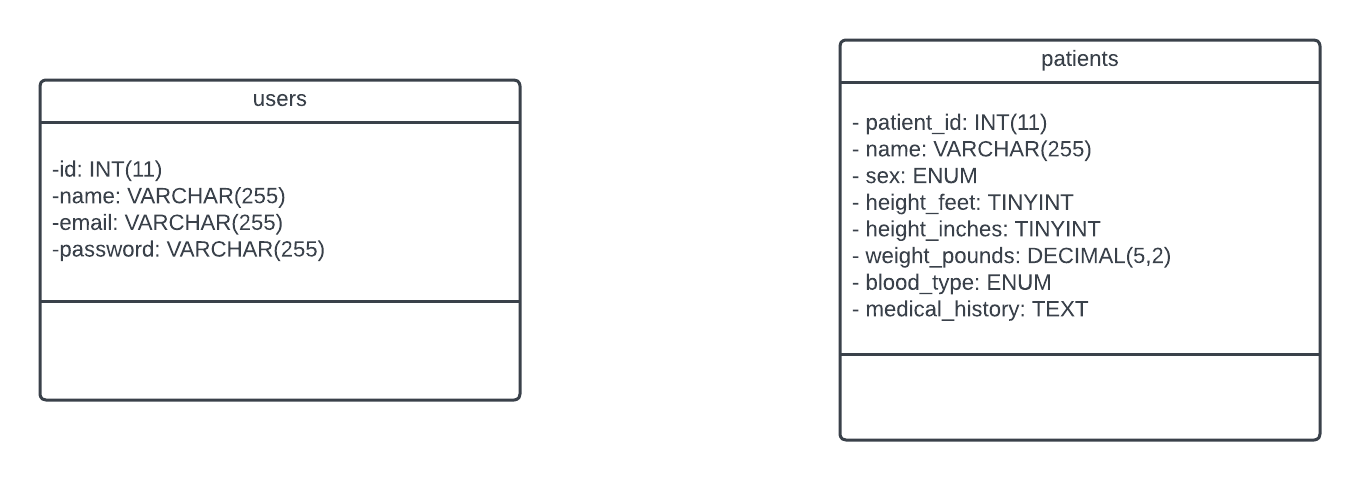 users
-id: INT(11)
-name: VARCHAR(255)
-email: VARCHAR(255)
-password: VARCHAR(255)
patients
- patient_id: INT(11)
- name: VARCHAR(255)
- sex: ENUM
- height_feet: TINYINT
- height_inches: TINYINT
- weight_pounds: DECIMAL(5,2)
- blood_type: ENUM
- medical_history: TEXT